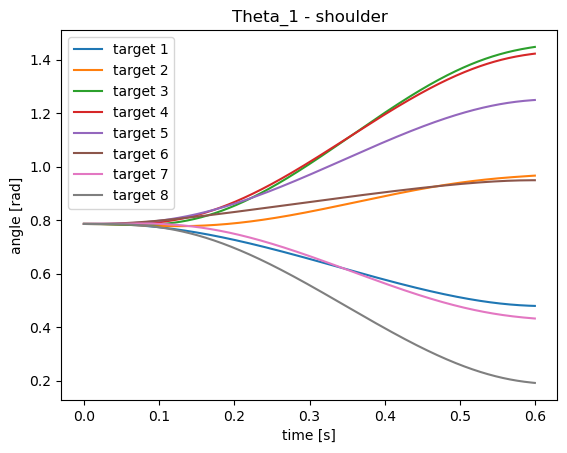 Theta_1 - shoulder
target 1
target 2
target 3
target 4
target 5
target 6
target 7
target 8
angle [rad]
1.4
1.2
1.0
0.8
0.6
0.4
0.2
0.0
0.1
0.2
0.3
0.4
0.5
0.6
time [s]